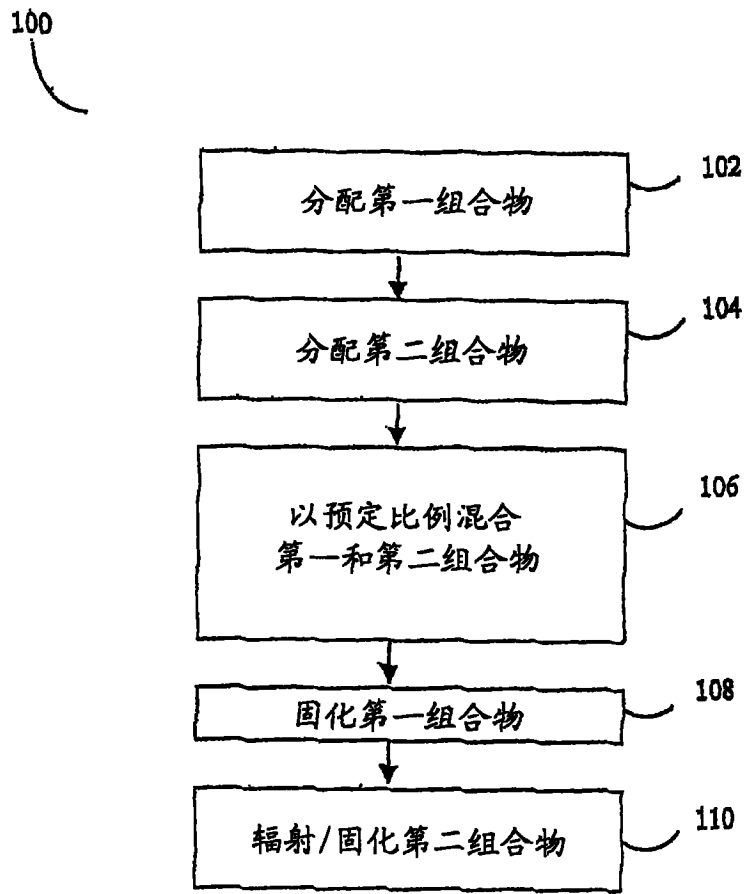 100
分配第一组合物
102
分配第二组合物
104
以预定比例混合
第一和第二组合物
106
固化第一组合物
108
辐射/固化第二组合物
110